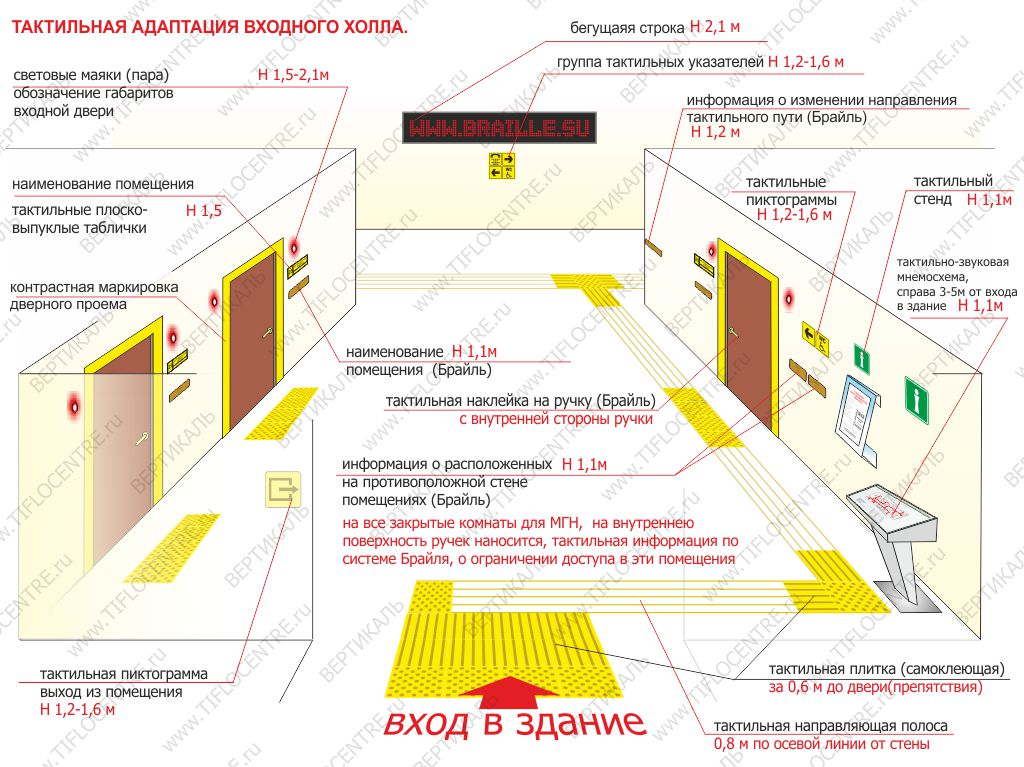 ТАКТИЛЬНАЯ АДАПТАЦИЯ ВХОДНОГО ХОЛЛА.
бегущаяя строка Н 2,1 м
группа тактильных указателей Н 1,2-1,6 м
световые маяки (пара) Н 1,5-2,1м
обозначение габаритов
входной двери
информация о изменении направления
тактильного пути (Брайль)
Н 1,2 м
WWW.BRAILLE.SU
WC
наименование помещения
тактильные плоско-
выпуклые таблички
Н 1,5
тактильные
пиктограммы
Н 1,2-1,6 м
тактильный
стенд Н 1,1м
тактильно-звуковая
мнемосхема,
справа 3-5м от входа
в здание Н 1,1м
контрастная маркировка
дверного проема
WC
наименование Н 1,1м
помещения (Брайль)
тактильная наклейка на ручку (Брайль)
с внутренней стороны ручки
информация о расположенных Н 1,1м
на противоположной стене
помещениях (Брайль)
на все закрытые комнаты для МГН, на внутреннею
поверхность ручек наносится, тактильная информация по
системе Брайля, о ограничении доступа в эти помещения
тактильная пиктограмма
выход из помещения
Н 1,2-1,6 м
тактильная плитка (самоклеющая)
за 0,6 м до двери(препятствия)
вход в здание
тактильная направляющая полоса
0,8 м по осевой линии от стены
ВЕРТИКАЛЬ
www.TIFLOCENTRE.ru